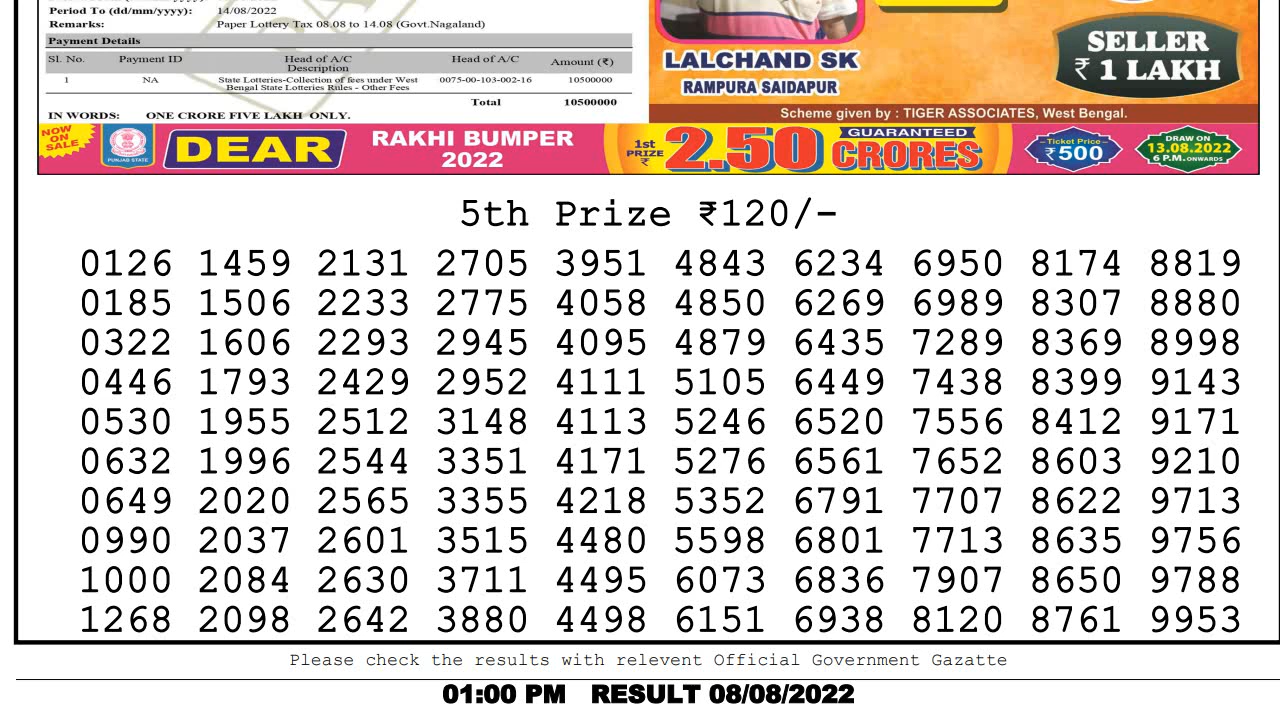 Period To (dd/mm/yyyy): 14/08/2022
Remarks: Paper Lottery Tax 08.08 to 14.08 (Govt.Nagaland)
Payment Details
Sl. No. Payment ID Head of A/C Description Head of A/C Amount (₹)
1 NA State Lotteries-Collection of fees under West Bengal State Lotteries Rules - Other Fees 0075-00-103-002-16 10500000
Total 10500000
IN WORDS: ONE CRORE FIVE LAKH ONLY.
LALCHAND SK
RAMPURA SAIDAPUR
SELLER
₹ 1 LAKH
Scheme given by : TIGER ASSOCIATES, West Bengal.
NOW ON SALE
PUNJAB STATE
DEAR
RAKHI BUMPER
2022
1st PRIZE ₹
2.50
GUARANTEED
CRORES
Ticket Price
₹500
DRAW ON
13.08.2022
6 P.M. ONWARDS
5th Prize ₹120/-
0126 1459 2131 2705 3951 4843 6234 6950 8174 8819
0185 1506 2233 2775 4058 4850 6269 6989 8307 8880
0322 1606 2293 2945 4095 4879 6435 7289 8369 8998
0446 1793 2429 2952 4111 5105 6449 7438 8399 9143
0530 1955 2512 3148 4113 5246 6520 7556 8412 9171
0632 1996 2544 3351 4171 5276 6561 7652 8603 9210
0649 2020 2565 3355 4218 5352 6791 7707 8622 9713
0990 2037 2601 3515 4480 5598 6801 7713 8635 9756
1000 2084 2630 3711 4495 6073 6836 7907 8650 9788
1268 2098 2642 3880 4498 6151 6938 8120 8761 9953
Please check the results with relevent Official Government Gazatte
01:00 PM RESULT 08/08/2022